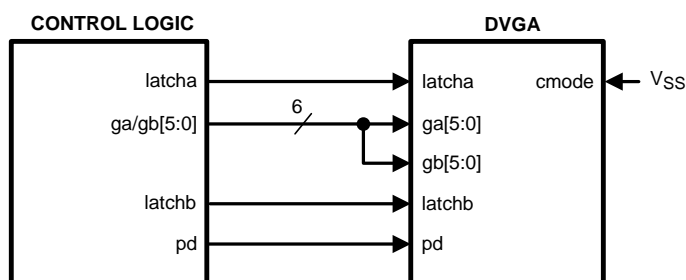 CONTROL LOGIC
DVGA
latcha
latcha
cmode
VSS
ga/gb[5:0]
6
ga[5:0]
gb[5:0]
latchb
latchb
pd
pd